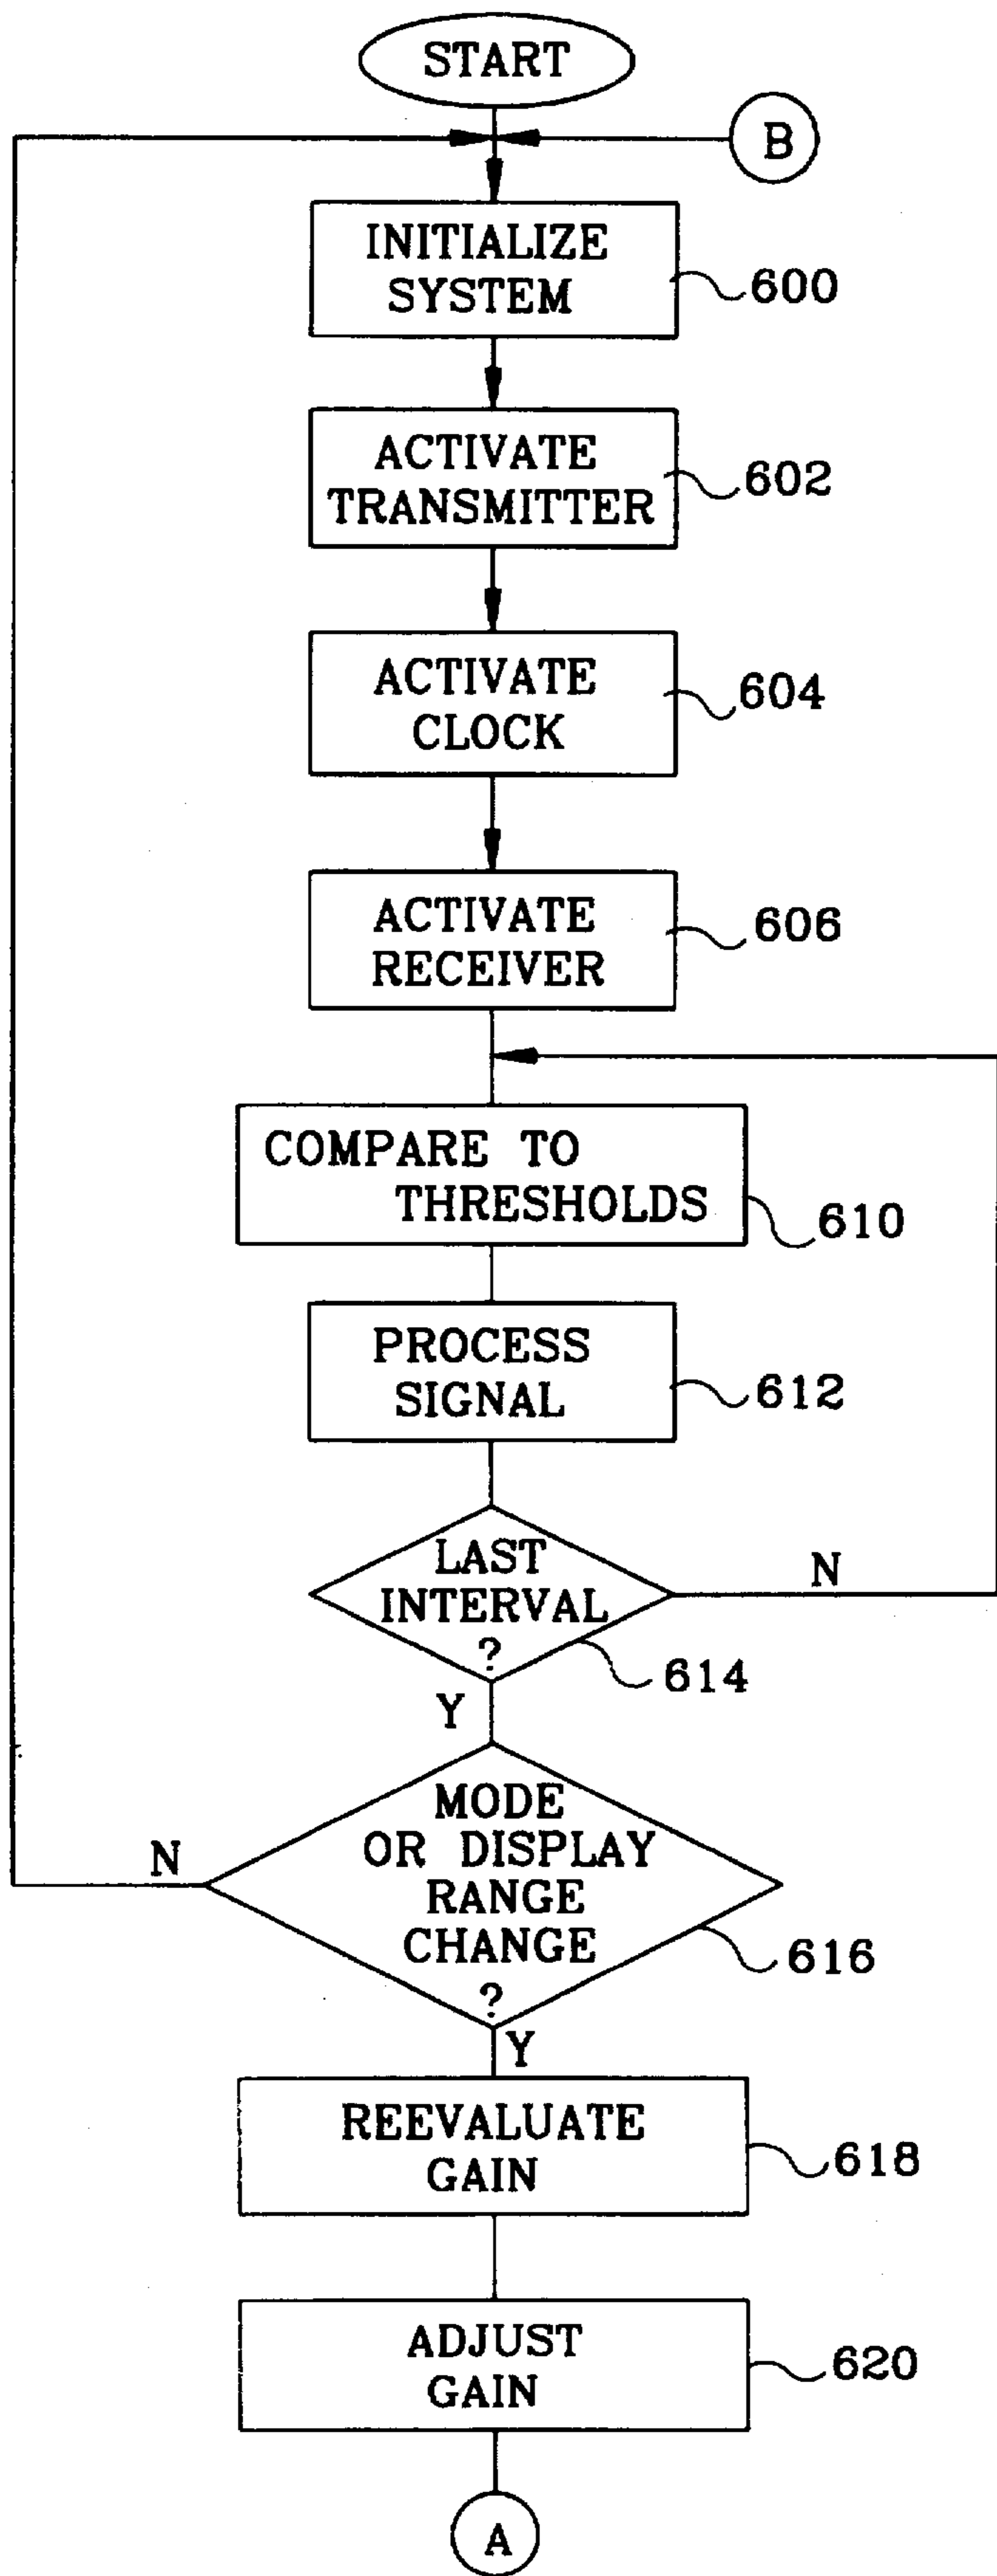 START
B
INITIALIZE
SYSTEM
600
ACTIVATE
TRANSMITTER
602
ACTIVATE
CLOCK
604
ACTIVATE
RECEIVER
606
COMPARE TO
THRESHOLDS
610
PROCESS
SIGNAL
612
LAST
INTERVAL
?
N
614
Y
MODE
OR DISPLAY
RANGE
CHANGE
?
N
616
Y
REEVALUATE
GAIN
618
ADJUST
GAIN
620
A